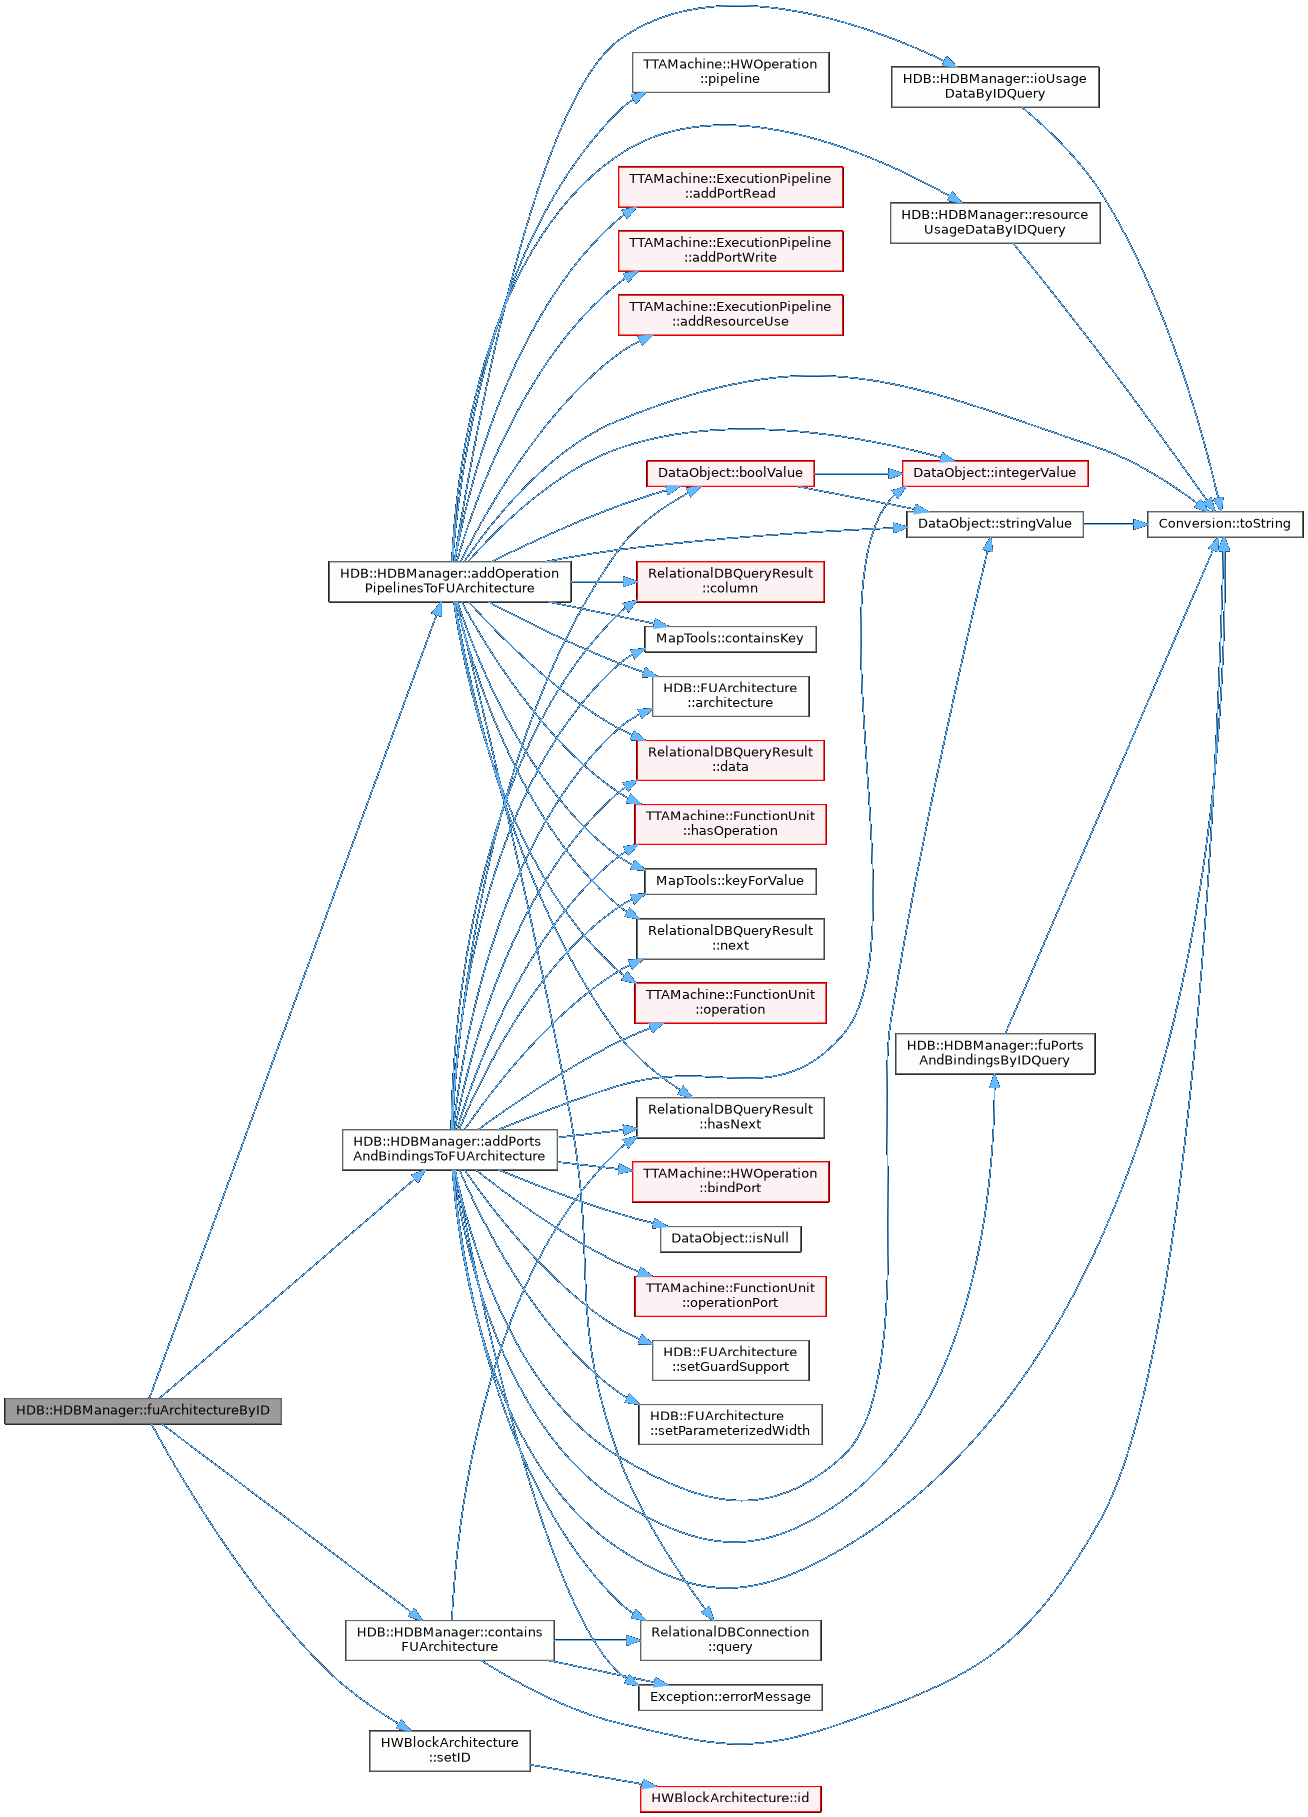 TTAMachine::HWOperation
::pipeline
HDB::HDBManager::ioUsage
DataByIDQuery
TTAMachine::ExecutionPipeline
::addPortRead
HDB::HDBManager::resource
UsageDataByIDQuery
TTAMachine::ExecutionPipeline
::addPortWrite
TTAMachine::ExecutionPipeline
::addResourceUse
DataObject::boolValue
DataObject::integerValue
DataObject::stringValue
Conversion::toString
HDB::HDBManager::addOperation
PipelinesToFUArchitecture
RelationalDBQueryResult
::column
MapTools::containsKey
HDB::FUArchitecture
::architecture
RelationalDBQueryResult
::data
TTAMachine::FunctionUnit
::hasOperation
MapTools::keyForValue
RelationalDBQueryResult
::next
TTAMachine::FunctionUnit
::operation
HDB::HDBManager::fuPorts
AndBindingsByIDQuery
RelationalDBQueryResult
::hasNext
HDB::HDBManager::addPorts
AndBindingsToFUArchitecture
TTAMachine::HWOperation
::bindPort
DataObject::isNull
TTAMachine::FunctionUnit
::operationPort
HDB::FUArchitecture
::setGuardSupport
HDB::HDBManager::fuArchitectureByID
HDB::FUArchitecture
::setParameterizedWidth
HDB::HDBManager::contains
FUArchitecture
RelationalDBConnection
::query
Exception::errorMessage
HWBlockArchitecture
::setID
HWBlockArchitecture::id